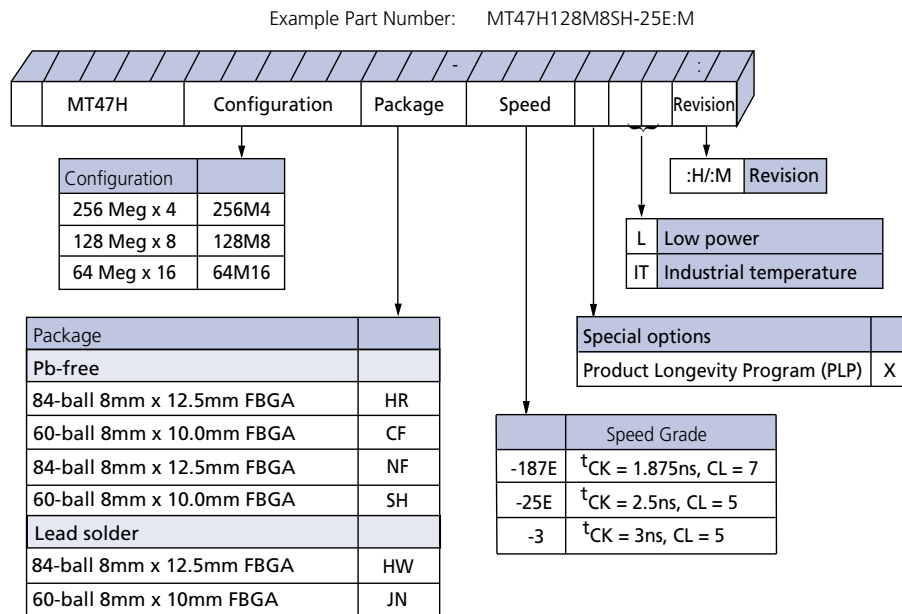 Example Part Number: MT47H128M8SH-25E:M
- :
MT47H Configuration Package Speed Revision
Configuration
256 Meg x 4 256M4
128 Meg x 8 128M8
64 Meg x 16 64M16
:H/:M Revision
L Low power
IT Industrial temperature
Special options
Product Longevity Program (PLP) X
Package
Pb-free
84-ball 8mm x 12.5mm FBGA HR
60-ball 8mm x 10.0mm FBGA CF
84-ball 8mm x 12.5mm FBGA NF
60-ball 8mm x 10.0mm FBGA SH
Lead solder
84-ball 8mm x 12.5mm FBGA HW
60-ball 8mm x 10mm FBGA JN
Speed Grade
-187E tCK = 1.875ns, CL = 7
-25E tCK = 2.5ns, CL = 5
-3 tCK = 3ns, CL = 5